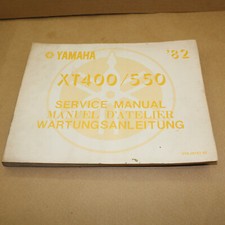 YAMAHA '82
XT400/550
SERVICE MANUAL
MANUEL D'ATELIER
WARTUNGSANLEITUNG